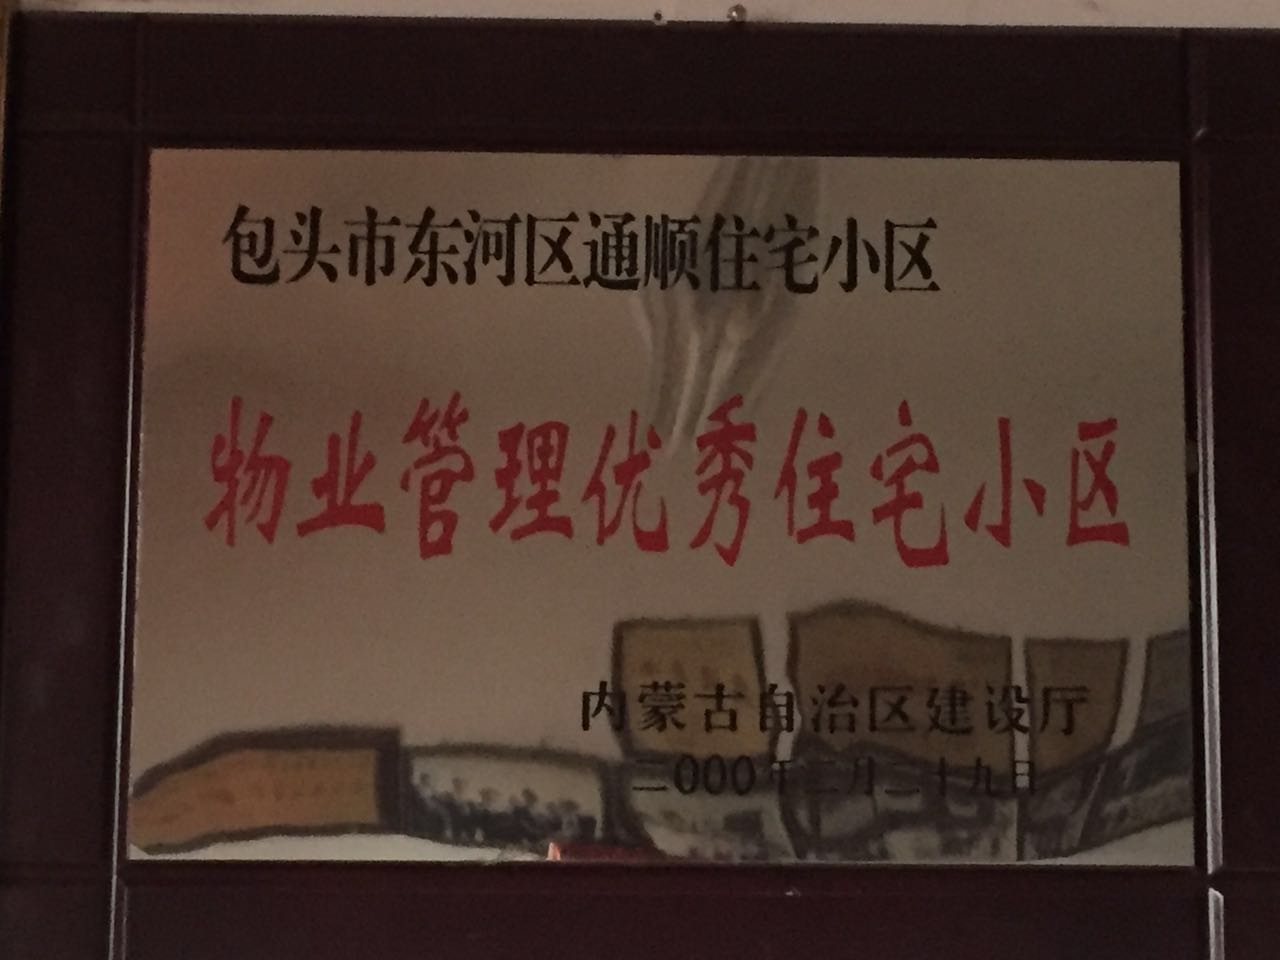 包头市东河区通顺住宅小区
物业管理优秀住宅小区
内蒙古自治区建设厅
二000年二月二十九日